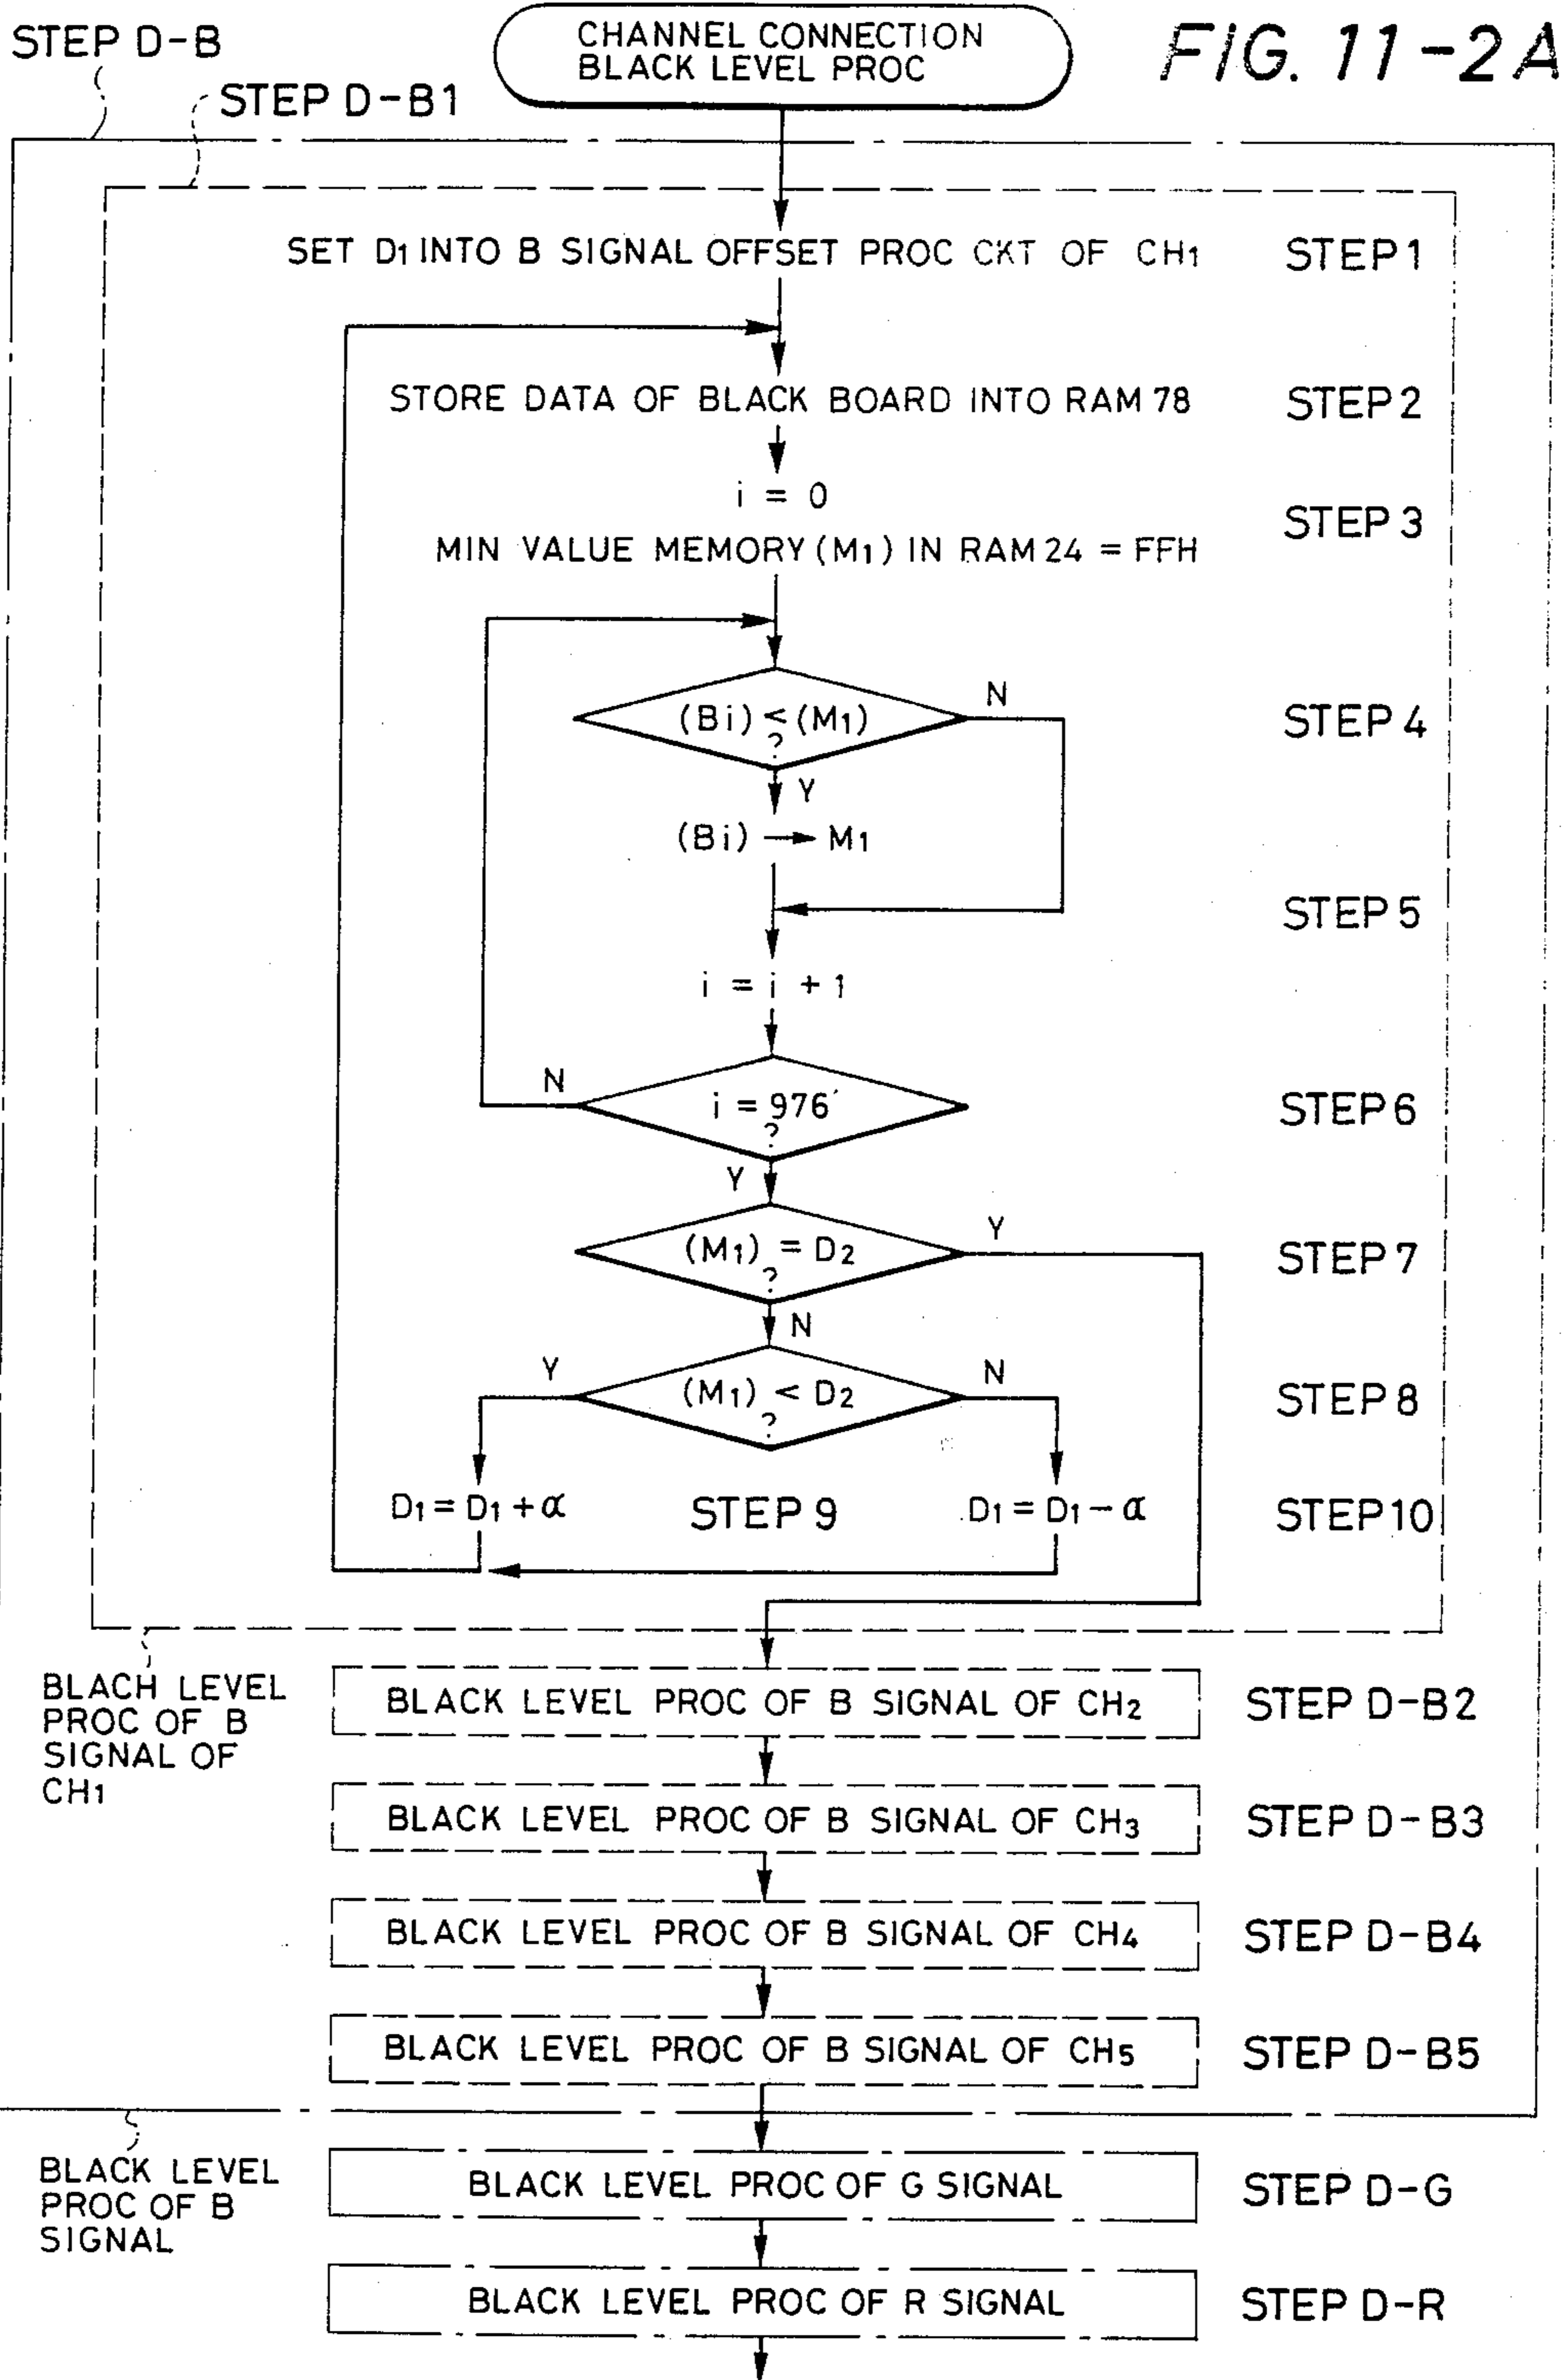 STEP D-B
CHANNEL CONNECTION
BLACK LEVEL PROC
FIG. 11-2A
STEP D-B1
SET D1 INTO B SIGNAL OFFSET PROC CKT OF CH1 STEP 1
STORE DATA OF BLACK BOARD INTO RAM 78 STEP 2
i = 0
MIN VALUE MEMORY (M1) IN RAM 24 = FFH STEP 3
(Bi) < (M1)
?
N
STEP 4
Y
(Bi) → M1
STEP 5
i = i + 1
N
i = 976
?
STEP 6
Y
(M1) = D2
?
Y
STEP 7
N
Y
(M1) < D2
?
N
STEP 8
D1 = D1 + α STEP 9 D1 = D1 - α STEP 10
BLACH LEVEL
PROC OF B
SIGNAL OF
CH1
BLACK LEVEL PROC OF B SIGNAL OF CH2 STEP D-B2
BLACK LEVEL PROC OF B SIGNAL OF CH3 STEP D-B3
BLACK LEVEL PROC OF B SIGNAL OF CH4 STEP D-B4
BLACK LEVEL PROC OF B SIGNAL OF CH5 STEP D-B5
BLACK LEVEL
PROC OF B
SIGNAL
BLACK LEVEL PROC OF G SIGNAL STEP D-G
BLACK LEVEL PROC OF R SIGNAL STEP D-R